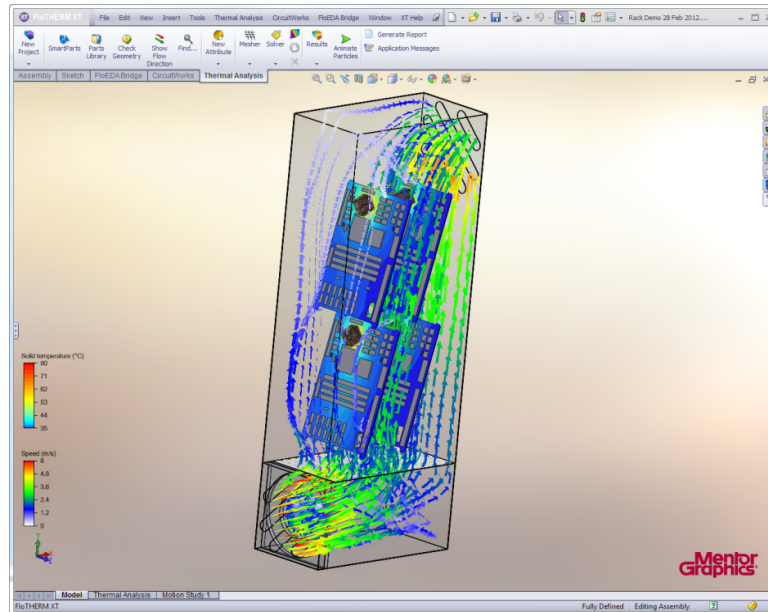 FloTHERM XT File Edit View Insert Tools Thermal Analysis CircuitWorks FloEDA Bridge Window XT Help Rack Demo 28 Feb 2012....
New Project SmartParts Parts Library Check Geometry Show Flow Direction Find... New Attribute Mesher Solver Results Animate Particles Generate Report
Application Messages
Assembly Sketch FloEDA Bridge CircuitWorks Thermal Analysis
Solid temperature (°C)
80
71
62
53
44
35
Speed (m/s)
6
4.8
3.6
2.4
1.2
0
Mentor
Graphics
Model Thermal Analysis Motion Study 1
FloTHERM XT Fully Defined Editing Assembly